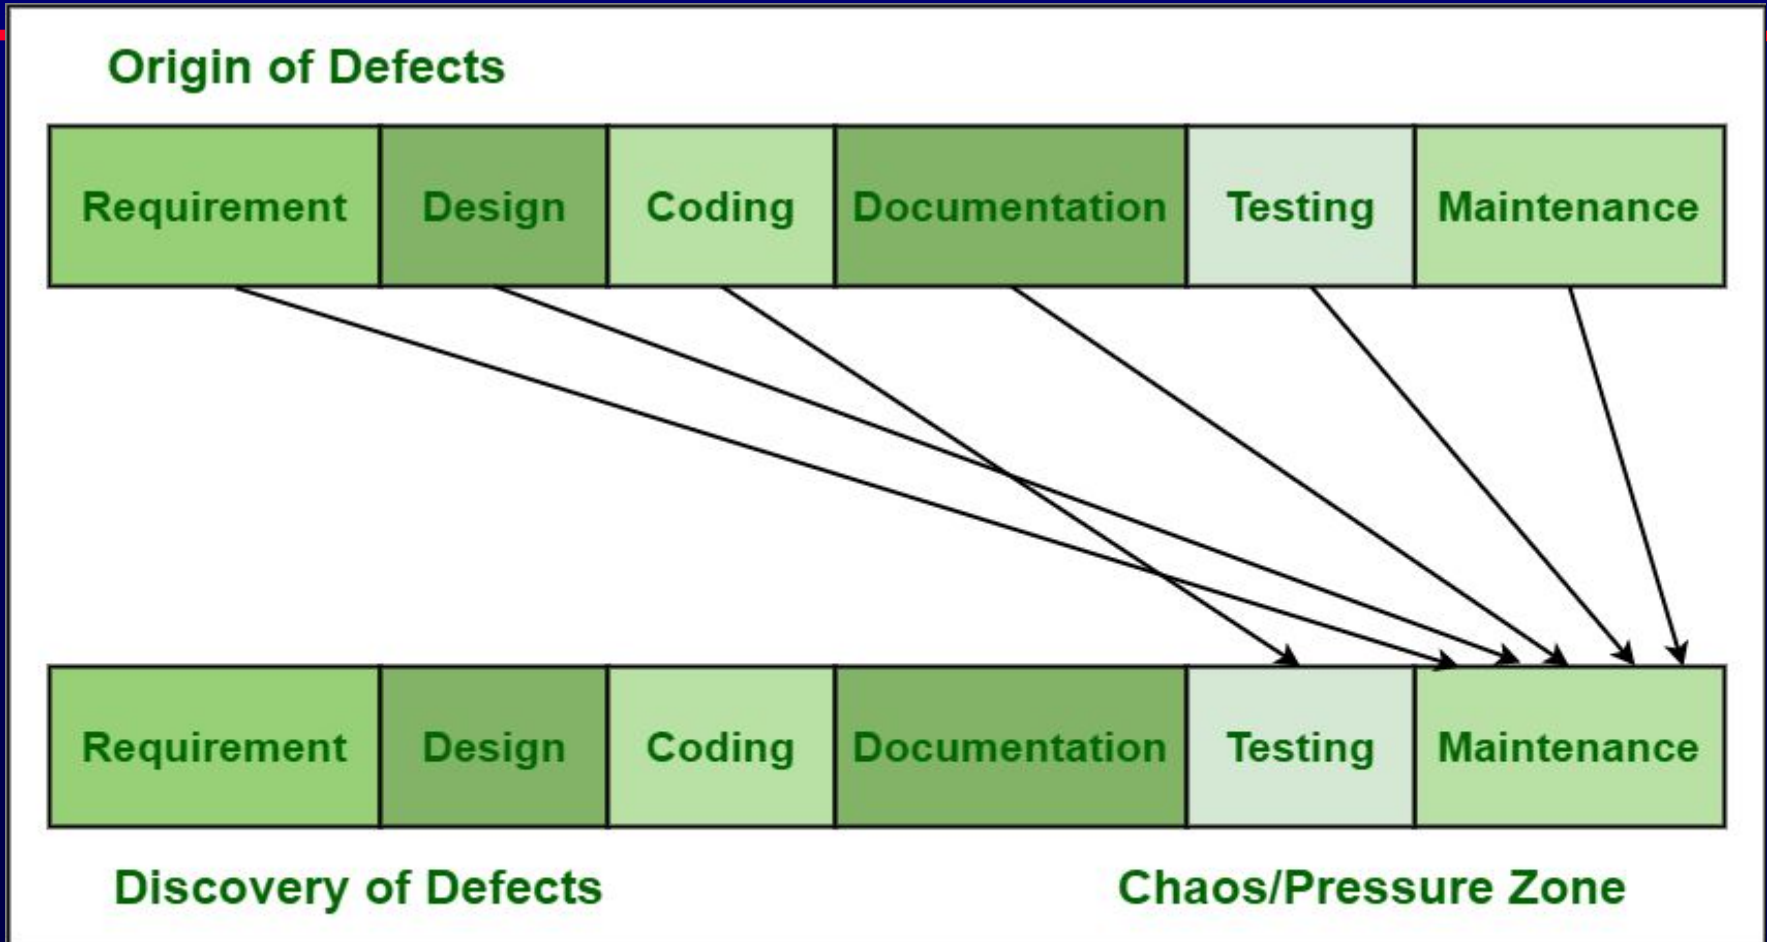 Origin of Defects
Requirement Design Coding Documentation Testing Maintenance
Requirement Design Coding Documentation Testing Maintenance
Discovery of Defects Chaos/Pressure Zone